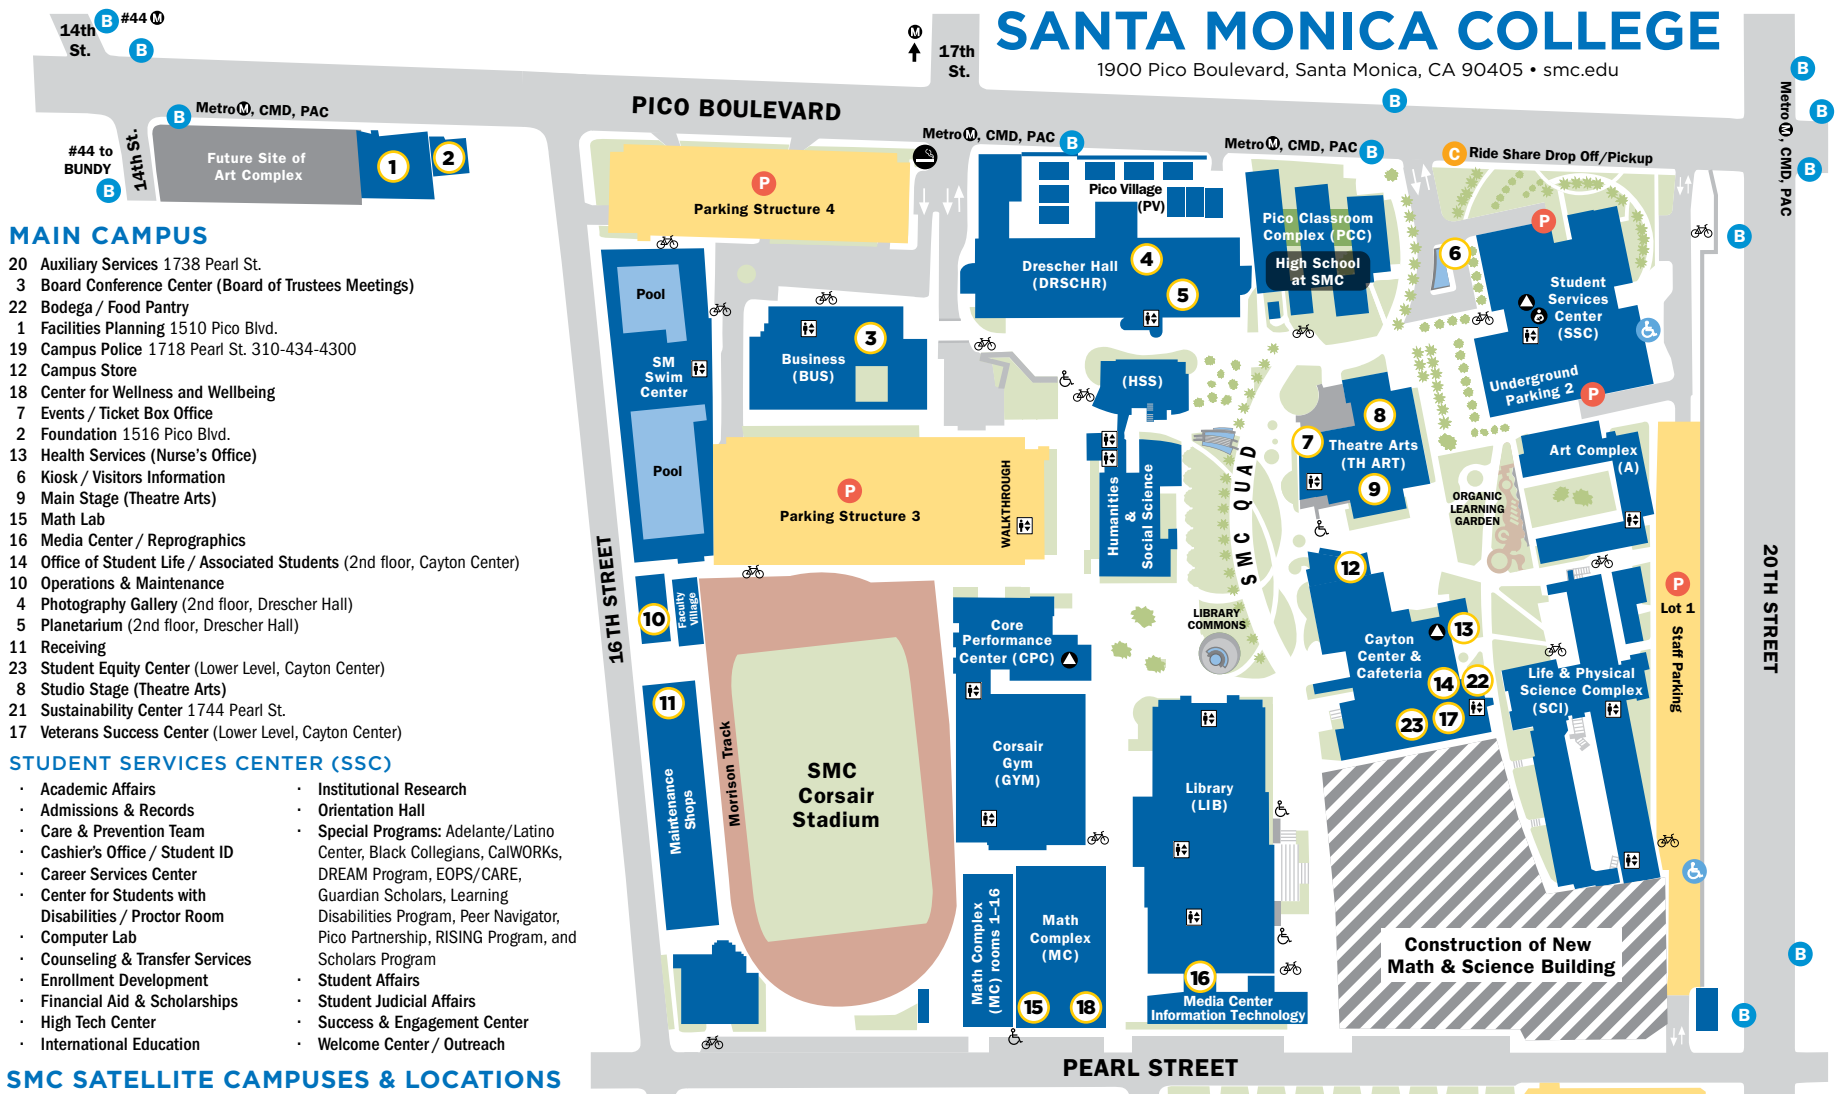 SANTA MONICA COLLEGE
1900 Pico Boulevard, Santa Monica, CA 90405 • smc.edu
14th
St.
B
#44 M
B
M
17th
St.
PICO BOULEVARD
B
Metro M, CMD, PAC
#44 to
BUNDY
B
14th St.
Future Site of
Art Complex
1
2
Metro M, CMD, PAC
B
Metro M, CMD, PAC
B
B
C
Ride Share Drop Off/Pickup
B
B
B
B
Metro M, CMD, PAC
MAIN CAMPUS
20 Auxiliary Services 1738 Pearl St.
3 Board Conference Center (Board of Trustees Meetings)
22 Bodega / Food Pantry
1 Facilities Planning 1510 Pico Blvd.
19 Campus Police 1718 Pearl St. 310-434-4300
12 Campus Store
18 Center for Wellness and Wellbeing
7 Events / Ticket Box Office
2 Foundation 1516 Pico Blvd.
13 Health Services (Nurse's Office)
6 Kiosk / Visitors Information
9 Main Stage (Theatre Arts)
15 Math Lab
16 Media Center / Reprographics
14 Office of Student Life / Associated Students (2nd floor, Cayton Center)
10 Operations & Maintenance
4 Photography Gallery (2nd floor, Drescher Hall)
5 Planetarium (2nd floor, Drescher Hall)
11 Receiving
23 Student Equity Center (Lower Level, Cayton Center)
8 Studio Stage (Theatre Arts)
21 Sustainability Center 1744 Pearl St.
17 Veterans Success Center (Lower Level, Cayton Center)
STUDENT SERVICES CENTER (SSC)
· Academic Affairs
· Admissions & Records
· Care & Prevention Team
· Cashier's Office / Student ID
· Career Services Center
· Center for Students with
Disabilities / Proctor Room
· Computer Lab
· Counseling & Transfer Services
· Enrollment Development
· Financial Aid & Scholarships
· High Tech Center
· International Education
· Institutional Research
· Orientation Hall
· Special Programs: Adelante/Latino
Center, Black Collegians, CalWORKs,
DREAM Program, EOPS/CARE,
Guardian Scholars, Learning
Disabilities Program, Peer Navigator,
Pico Partnership, RISING Program, and
Scholars Program
· Student Affairs
· Student Judicial Affairs
· Success & Engagement Center
· Welcome Center / Outreach
SMC SATELLITE CAMPUSES & LOCATIONS
P
Parking Structure 4
Pico Village
(PV)
Drescher Hall
(DRSCHR)
4
5
Pico Classroom
Complex (PCC)
High School
at SMC
6
P
Student
Services
Center
(SSC)
Underground
Parking 2
P
Pool
SM
Swim
Center
Pool
Business
(BUS)
3
(HSS)
Humanities
&
Social Science
SMC QUAD
7
8
Theatre Arts
(TH ART)
9
ORGANIC
LEARNING
GARDEN
Art Complex
(A)
P
Parking Structure 3
WALKTHROUGH
16TH STREET
10
Faculty
Village
11
Maintenance
Shops
Morrison Track
SMC
Corsair
Stadium
Core
Performance
Center (CPC)
Corsair
Gym
(GYM)
LIBRARY
COMMONS
Library
(LIB)
12
13
Cayton
Center &
Cafeteria
14
22
23
17
Life & Physical
Science Complex
(SCI)
P
Lot 1
Staff Parking
20TH STREET
Math Complex
(MC) rooms 1–16
Math
Complex
(MC)
15
18
16
Media Center
Information Technology
Construction of New
Math & Science Building
B
B
PEARL STREET